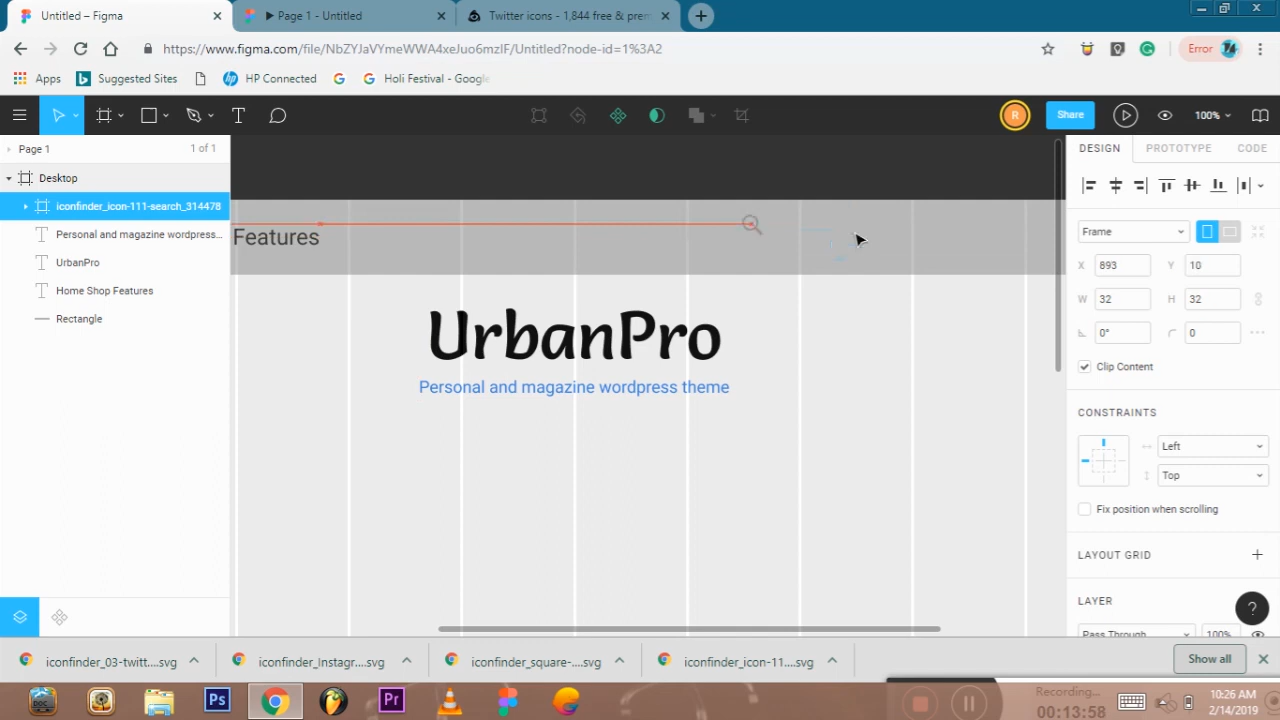 Untitled – Figma
Page 1 - Untitled
Twitter icons - 1,844 free & prem
https://www.figma.com/file/NbZYJaVYmeWWA4xeJuo6mzlF/Untitled?node-id=1%3A2
Error
Apps
Suggested Sites
HP Connected
Holi Festival - Google
Share
100%
Page 1
1 of 1
Desktop
iconfinder_icon-111-search_314478
Personal and magazine wordpress...
UrbanPro
Home Shop Features
Rectangle
Features
UrbanPro
Personal and magazine wordpress theme
DESIGN
PROTOTYPE
CODE
Frame
X 893
Y 10
W 32
H 32
0°
0
Clip Content
CONSTRAINTS
Left
Top
Fix position when scrolling
LAYOUT GRID
LAYER
Pass Through
100%
?
iconfinder_03-twitt....svg
iconfinder_Instagr....svg
iconfinder_square-....svg
iconfinder_icon-11....svg
Show all
DOC
Ps
Pr
Recording...
00:13:58
10:26 AM
2/14/2019